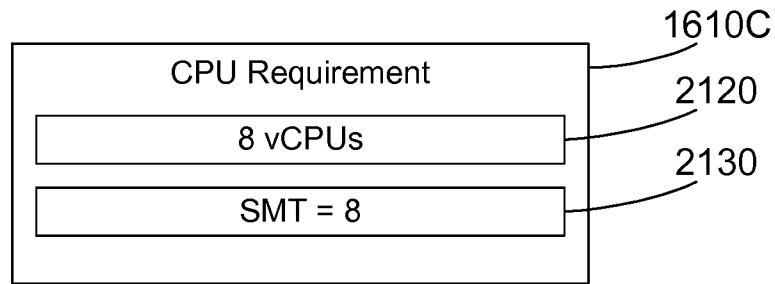 1610C
CPU Requirement
2120
8 vCPUs
2130
SMT = 8